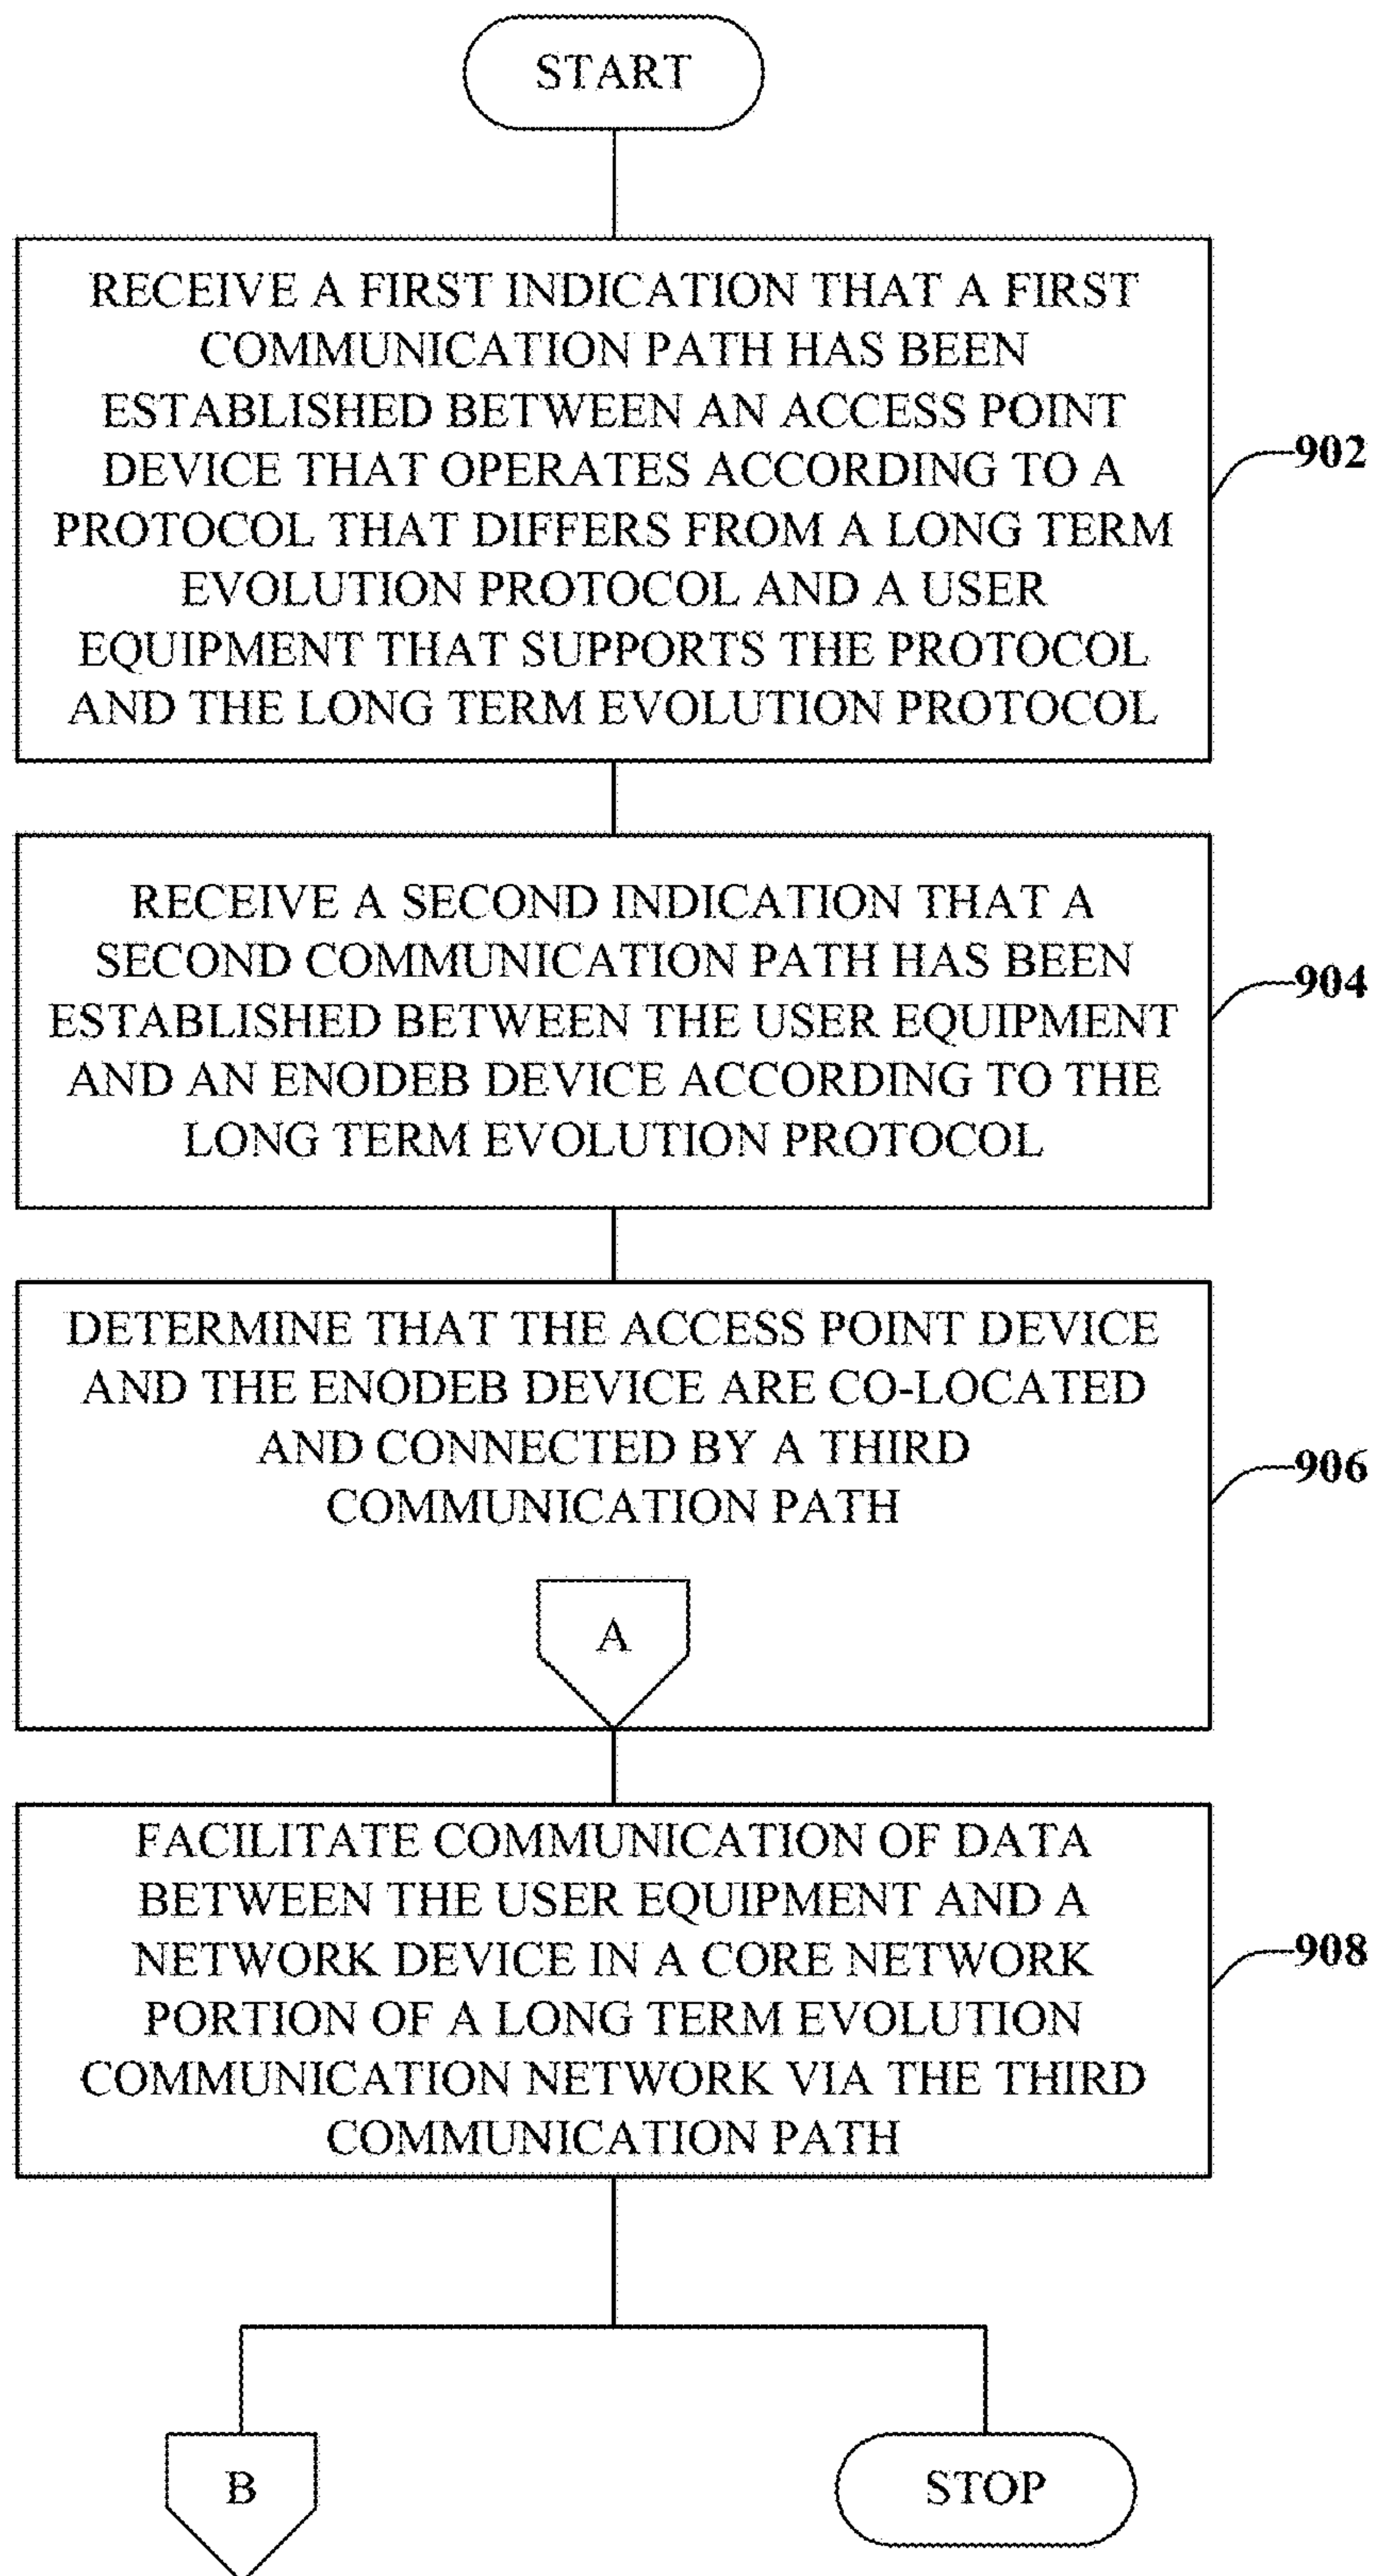 START
RECEIVE A FIRST INDICATION THAT A FIRST
COMMUNICATION PATH HAS BEEN
ESTABLISHED BETWEEN AN ACCESS POINT
DEVICE THAT OPERATES ACCORDING TO A
PROTOCOL THAT DIFFERS FROM A LONG TERM
EVOLUTION PROTOCOL AND A USER
EQUIPMENT THAT SUPPORTS THE PROTOCOL
AND THE LONG TERM EVOLUTION PROTOCOL
902
RECEIVE A SECOND INDICATION THAT A
SECOND COMMUNICATION PATH HAS BEEN
ESTABLISHED BETWEEN THE USER EQUIPMENT
AND AN ENODEB DEVICE ACCORDING TO THE
LONG TERM EVOLUTION PROTOCOL
904
DETERMINE THAT THE ACCESS POINT DEVICE
AND THE ENODEB DEVICE ARE CO-LOCATED
AND CONNECTED BY A THIRD
COMMUNICATION PATH
906
A
FACILITATE COMMUNICATION OF DATA
BETWEEN THE USER EQUIPMENT AND A
NETWORK DEVICE IN A CORE NETWORK
PORTION OF A LONG TERM EVOLUTION
COMMUNICATION NETWORK VIA THE THIRD
COMMUNICATION PATH
908
B
STOP